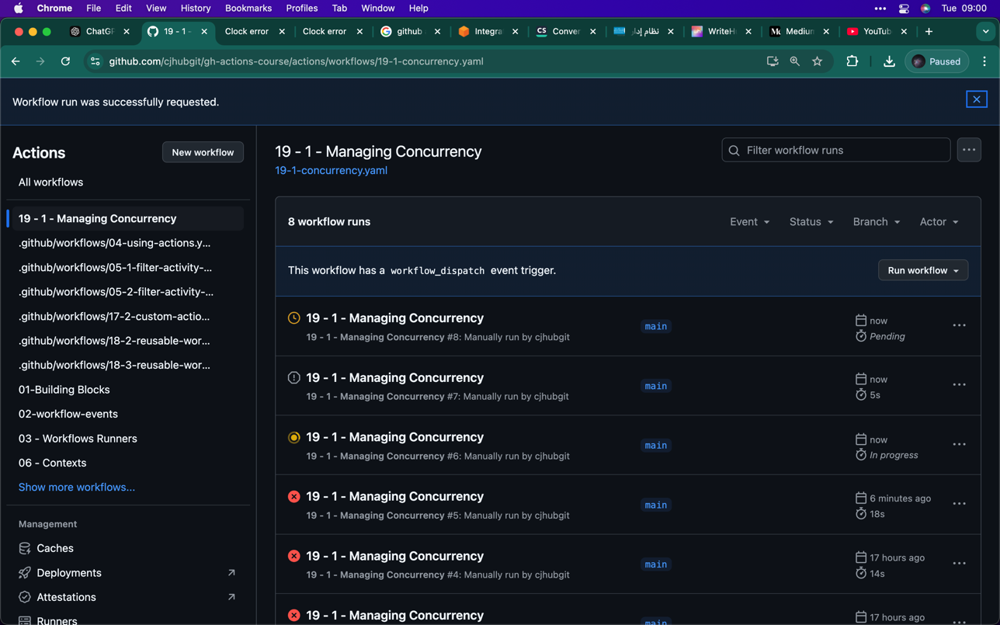 Chrome File Edit View History Bookmarks Profiles Tab Window Help Tue 09:00
ChatGP 19 - 1 - Clock error Clock error github Integra Conver نظام إدار WriteH Medium YouTub
github.com/cjhubgit/gh-actions-course/actions/workflows/19-1-concurrency.yaml Paused
Workflow run was successfully requested.
Actions New workflow
All workflows
19 - 1 - Managing Concurrency
.github/workflows/04-using-actions.y...
.github/workflows/05-1-filter-activity-...
.github/workflows/05-2-filter-activity-...
.github/workflows/17-2-custom-actio...
.github/workflows/18-2-reusable-wor...
.github/workflows/18-3-reusable-wor...
01-Building Blocks
02-workflow-events
03 - Workflows Runners
06 - Contexts
Show more workflows...
Management
Caches
Deployments
Attestations
Runners
19 - 1 - Managing Concurrency
19-1-concurrency.yaml
Filter workflow runs
8 workflow runs Event Status Branch Actor
This workflow has a workflow_dispatch event trigger. Run workflow
19 - 1 - Managing Concurrency
19 - 1 - Managing Concurrency #8: Manually run by cjhubgit
main
now
Pending
19 - 1 - Managing Concurrency
19 - 1 - Managing Concurrency #7: Manually run by cjhubgit
main
now
5s
19 - 1 - Managing Concurrency
19 - 1 - Managing Concurrency #6: Manually run by cjhubgit
main
now
In progress
19 - 1 - Managing Concurrency
19 - 1 - Managing Concurrency #5: Manually run by cjhubgit
main
6 minutes ago
18s
19 - 1 - Managing Concurrency
19 - 1 - Managing Concurrency #4: Manually run by cjhubgit
main
17 hours ago
14s
19 - 1 - Managing Concurrency
main
17 hours ago